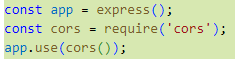 const app = express();
const cors = require('cors');
app.use(cors());